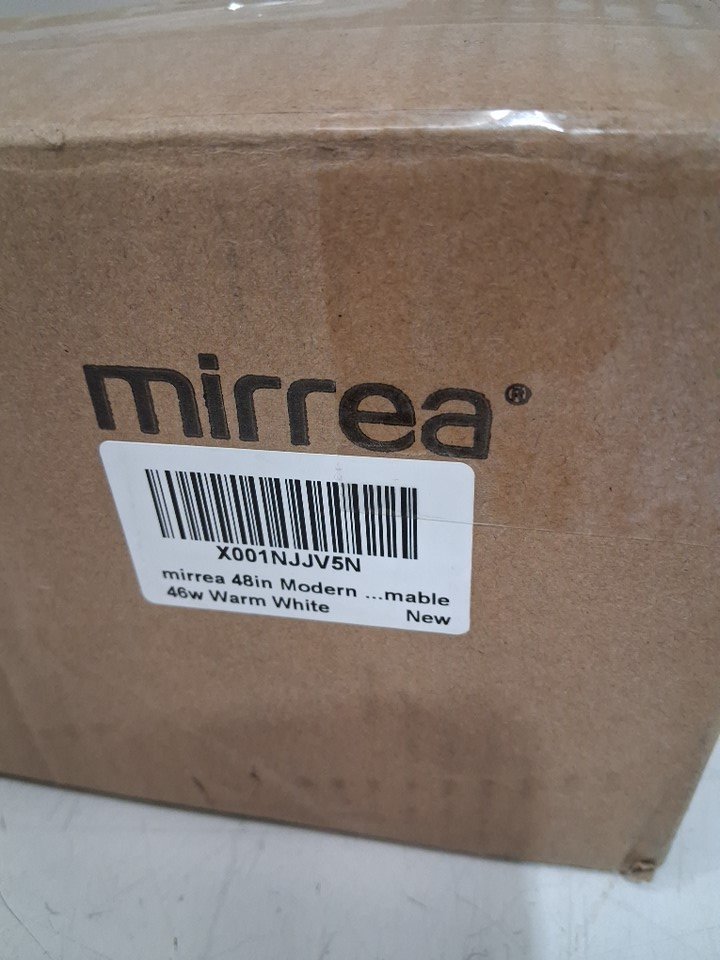 mirrea®
X001NJJV5N
mirrea 48in Modern ...mable
46w Warm White New